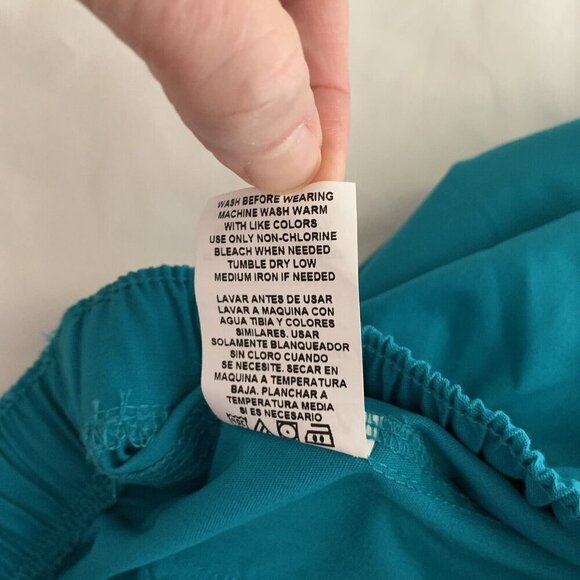 WASH BEFORE WEARING
MACHINE WASH WARM
WITH LIKE COLORS
USE ONLY NON-CHLORINE
BLEACH WHEN NEEDED
TUMBLE DRY LOW
MEDIUM IRON IF NEEDED
LAVAR ANTES DE USAR
LAVAR A MAQUINA CON
AGUA TIBIA Y COLORES
SIMILARES. USAR
SOLAMENTE BLANQUEADOR
SIN CLORO CUANDO
SE NECESITE. SECAR EN
MAQUINA A TEMPERATURA
BAJA. PLANCHAR A
TEMPERATURA MEDIA
SI ES NECESARIO